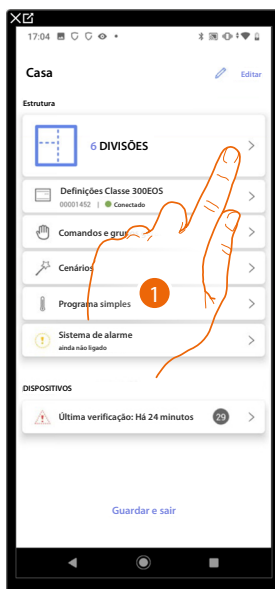 17:04
Casa
Editar
Estrutura
6 DIVISÕES
Definições Classe 300EOS
00001452 | Conectado
Comandos e gru
Cenários
1
Programa simples
Sistema de alarme
ainda não ligado
DISPOSITIVOS
Última verificação: Há 24 minutos 29
Guardar e sair